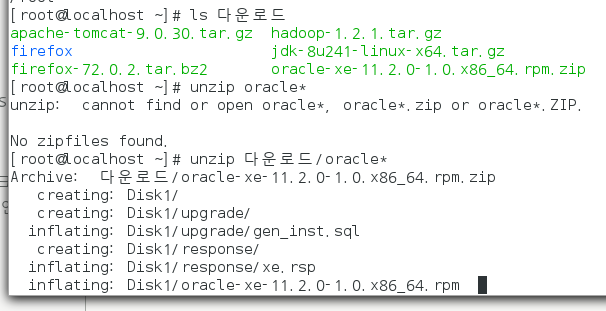 [root@localhost ~]# ls 다운로드
apache-tomcat-9.0.30.tar.gz hadoop-1.2.1.tar.gz
firefox jdk-8u241-linux-x64.tar.gz
firefox-72.0.2.tar.bz2 oracle-xe-11.2.0-1.0.x86_64.rpm.zip
[root@localhost ~]# unzip oracle*
unzip:  cannot find or open oracle*, oracle*.zip or oracle*.ZIP.
No zipfiles found.
[root@localhost ~]# unzip 다운로드/oracle*
Archive:  다운로드/oracle-xe-11.2.0-1.0.x86_64.rpm.zip
creating: Disk1/
creating: Disk1/upgrade/
inflating: Disk1/upgrade/gen_inst.sql
creating: Disk1/response/
inflating: Disk1/response/xe.rsp
inflating: Disk1/oracle-xe-11.2.0-1.0.x86_64.rpm